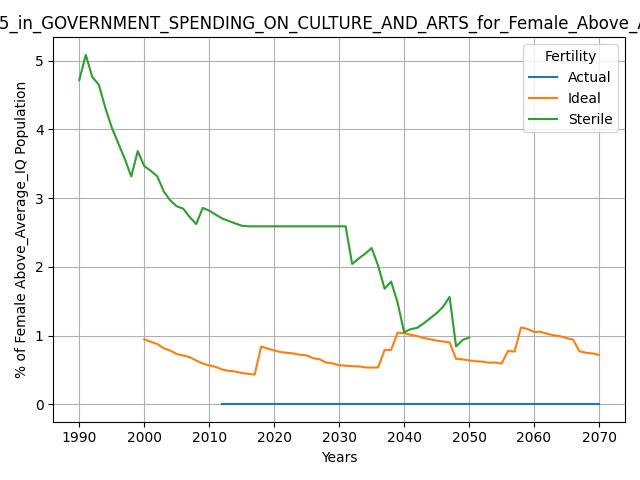 5_in_GOVERNMENT_SPENDING_ON_CULTURE_AND_ARTS_for_Female_Above_A
Fertility
Actual
Ideal
Sterile
% of Female Above_Average_IQ Population
5
4
3
2
1
0
1990 2000 2010 2020 2030 2040 2050 2060 2070
Years